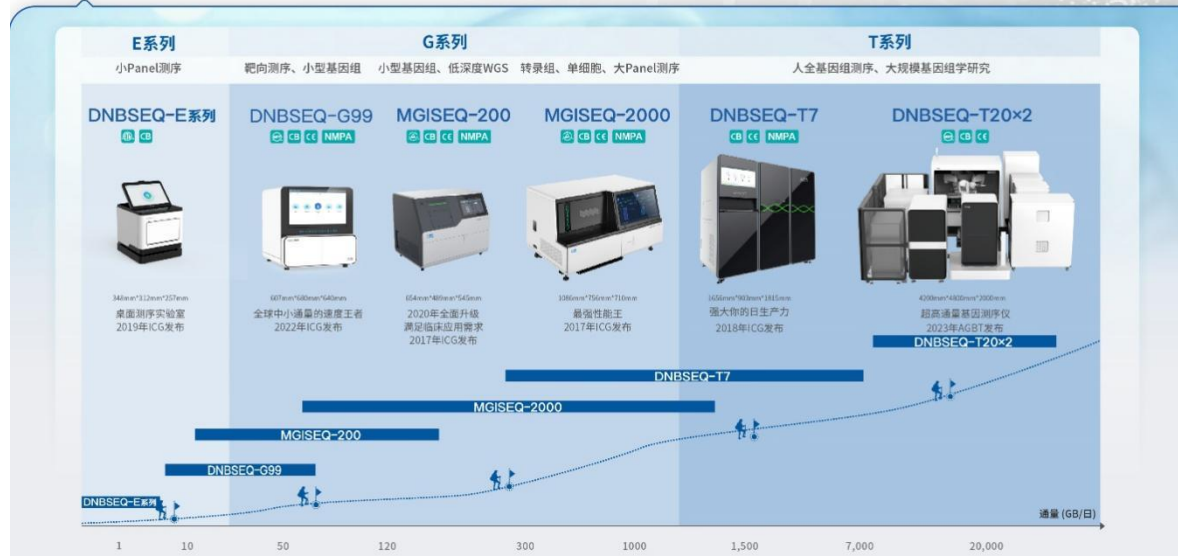 E系列
G系列
T系列
小Panel测序
靶向测序、小型基因组
小型基因组、低深度WGS
转录组、单细胞、大Panel测序
人全基因组测序、大规模基因组学研究
DNBSEQ-E系列
DNBSEQ-G99
MGISEQ-200
MGISEQ-2000
DNBSEQ-T7
DNBSEQ-T20×2
CB
CB CE NMPA
CB CE NMPA
CB CE NMPA
CB CE NMPA
CB CE
348mm*312mm*257mm
607mm*680mm*640mm
654mm*489mm*545mm
1086mm*756mm*710mm
1656mm*903mm*1815mm
4200mm*4800mm*2000mm
桌面测序实验室
2019年ICG发布
全球中小通量的速度王者
2022年ICG发布
2020年全面升级
满足临床应用需求
2017年ICG发布
最强性能王
2017年ICG发布
强大你的日生产力
2018年ICG发布
超高通量基因测序仪
2023年AGBT发布
DNBSEQ-T20×2
DNBSEQ-T7
MGISEQ-2000
MGISEQ-200
DNBSEQ-G99
DNBSEQ-E系列
通量 (GB/日)
1 10 50 120 300 1000 1,500 7,000 20,000